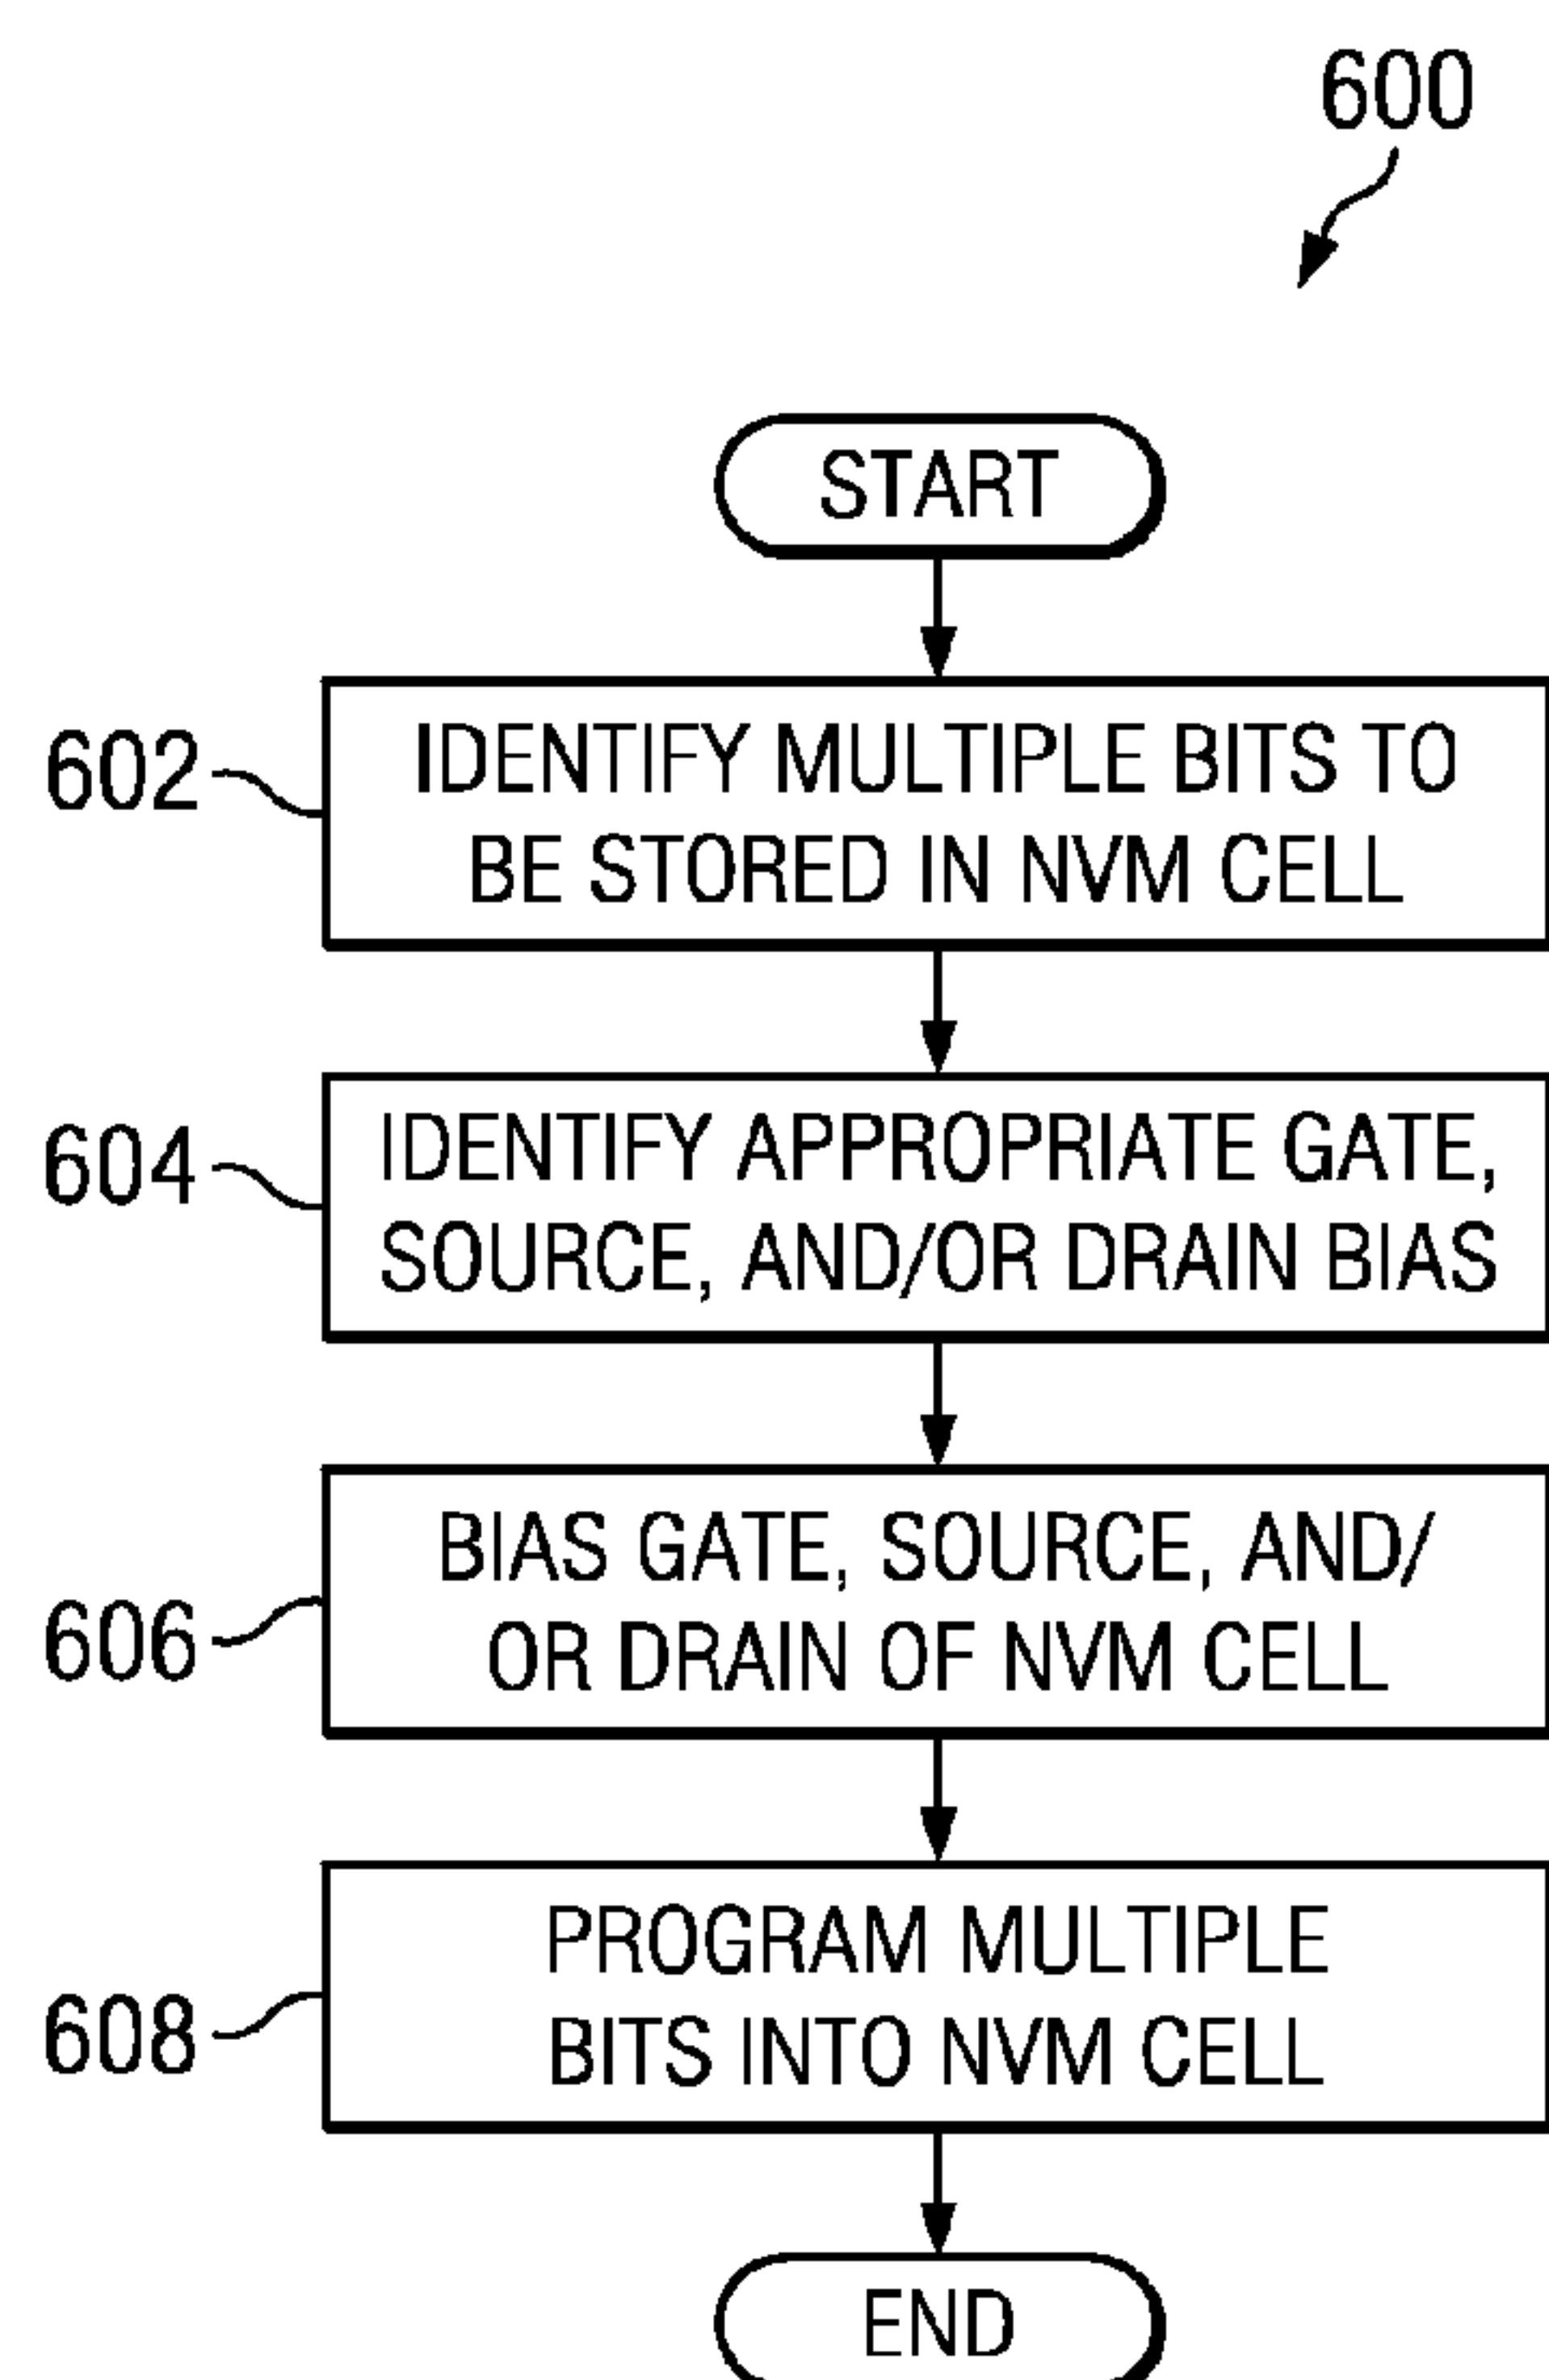 600
START
602
IDENTIFY MULTIPLE BITS TO
BE STORED IN NVM CELL
604
IDENTIFY APPROPRIATE GATE,
SOURCE, AND/OR DRAIN BIAS
606
BIAS GATE, SOURCE, AND/
OR DRAIN OF NVM CELL
608
PROGRAM MULTIPLE
BITS INTO NVM CELL
END